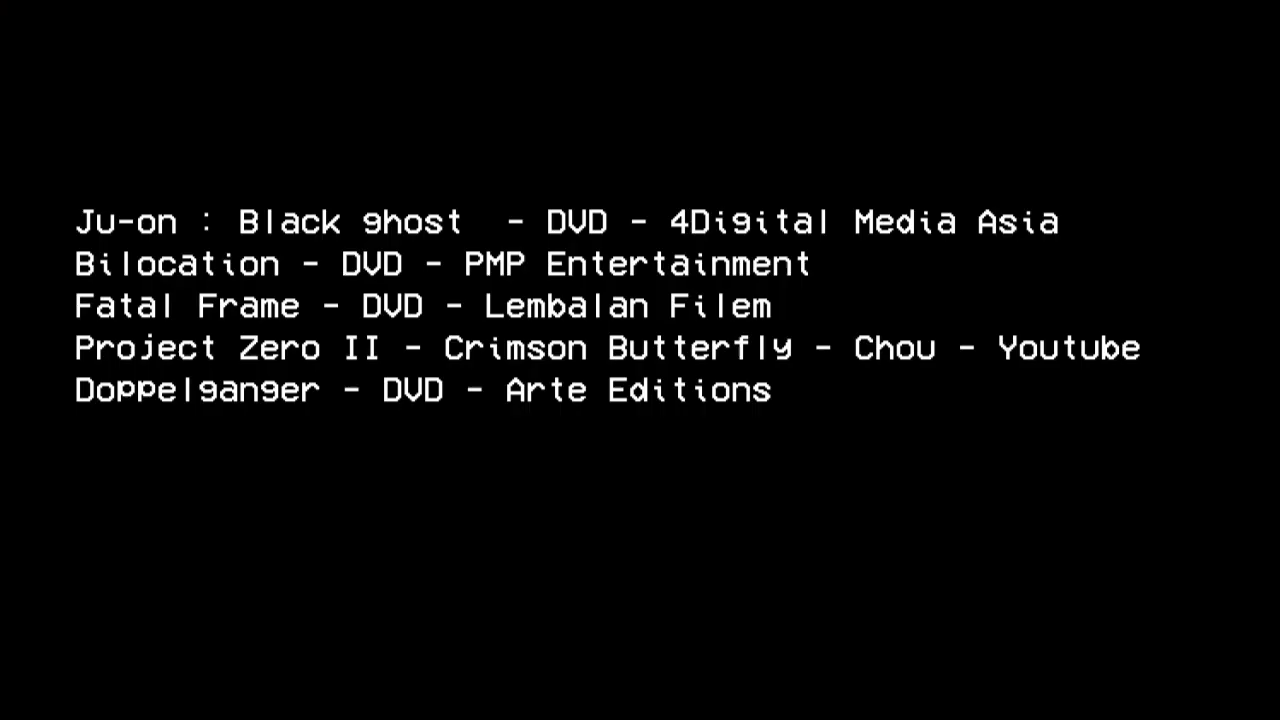 Ju-on : Black ghost  - DVD - 4Digital Media Asia
Bilocation - DVD - PMP Entertainment
Fatal Frame - DVD - Lembalan Filem
Project Zero II - Crimson Butterfly - Chou - Youtube
Doppelganger - DVD - Arte Editions